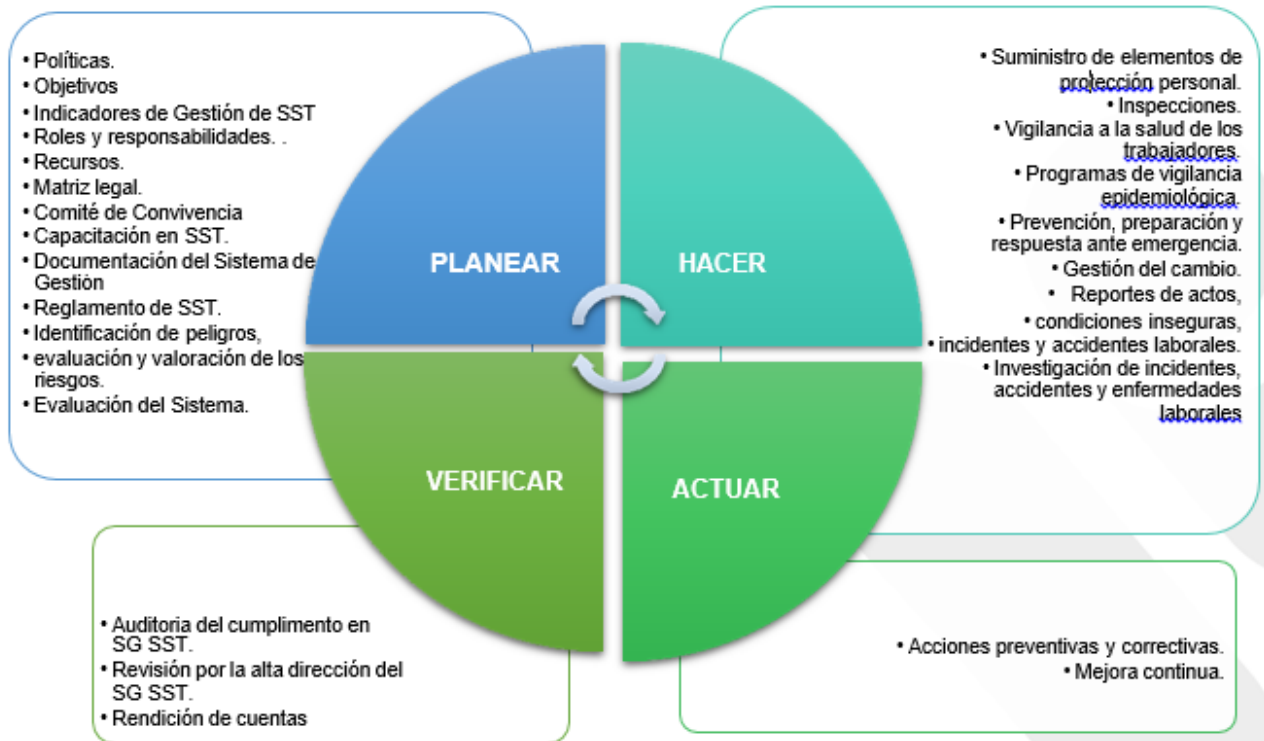 • Políticas.
• Objetivos
• Indicadores de Gestión de SST
• Roles y responsabilidades. .
• Recursos.
• Matriz legal.
• Comité de Convivencia
• Capacitación en SST.
• Documentación del Sistema de
Gestión
• Reglamento de SST.
• Identificación de peligros,
• evaluación y valoración de los
riesgos.
• Evaluación del Sistema.
PLANEAR
HACER
• Suministro de elementos de
protección personal.
• Inspecciones.
• Vigilancia a la salud de los
trabajadores.
• Programas de vigilancia
epidemiológica.
• Prevención, preparación y
respuesta ante emergencia.
• Gestión del cambio.
• Reportes de actos,
• condiciones inseguras,
• incidentes y accidentes laborales.
• Investigación de incidentes,
accidentes y enfermedades
laborales
VERIFICAR
ACTUAR
• Auditoria del cumplimento en
SG SST.
• Revisión por la alta dirección del
SG SST.
• Rendición de cuentas
• Acciones preventivas y correctivas.
• Mejora continua.